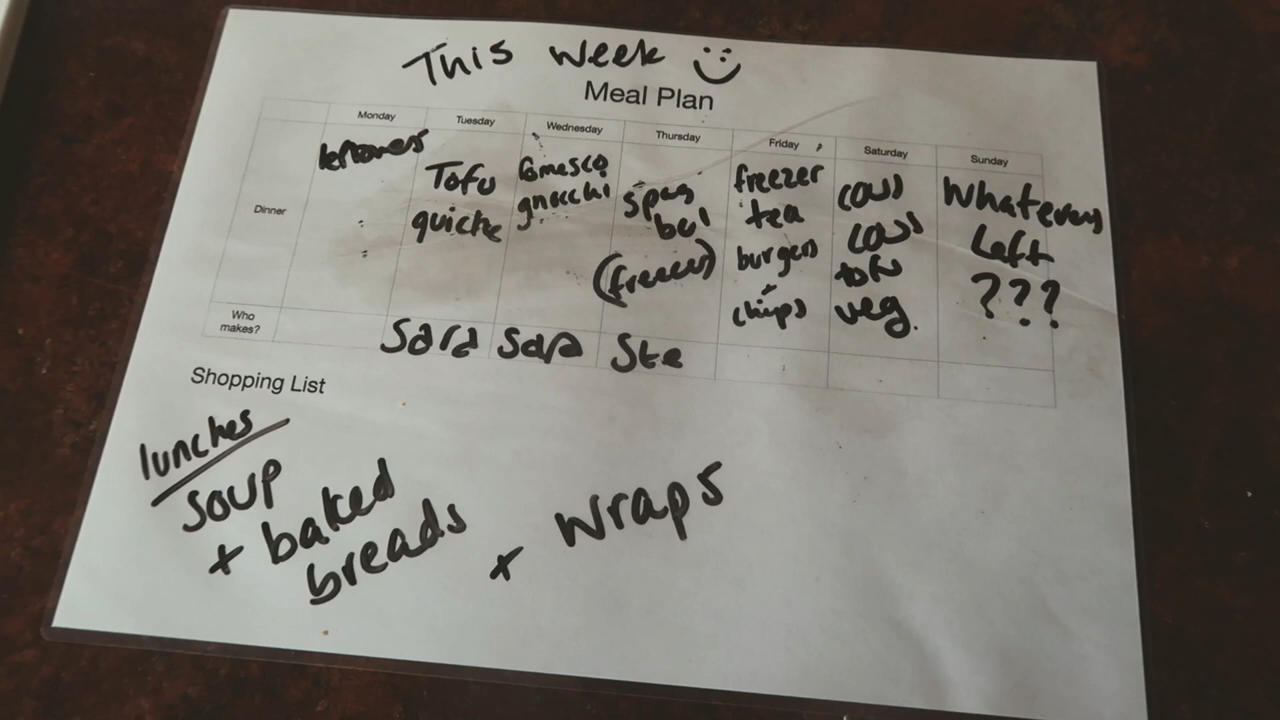 This week
Meal Plan
Monday Tuesday Wednesday Thursday Friday Saturday Sunday
Dinner
leftovers
Tofu
quiche
Romesco
gnocchi
spag
bol
(freezer)
freezer
tea
burgers
chips
cous
cous
tofu
veg.
Whatevers
Left
???
Who
makes?
Sara Sara Ste
Shopping List
lunches
soup
+ baked
breads
+ wraps